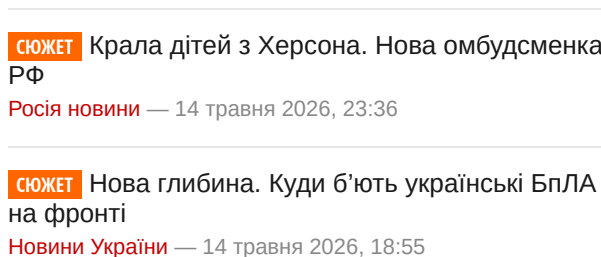 СЮЖЕТ Крала дітей з Херсона. Нова омбудсменка
РФ
Росія новини — 14 травня 2026, 23:36
СЮЖЕТ Нова глибина. Куди б’ють українські БпЛА
на фронті
Новини України — 14 травня 2026, 18:55